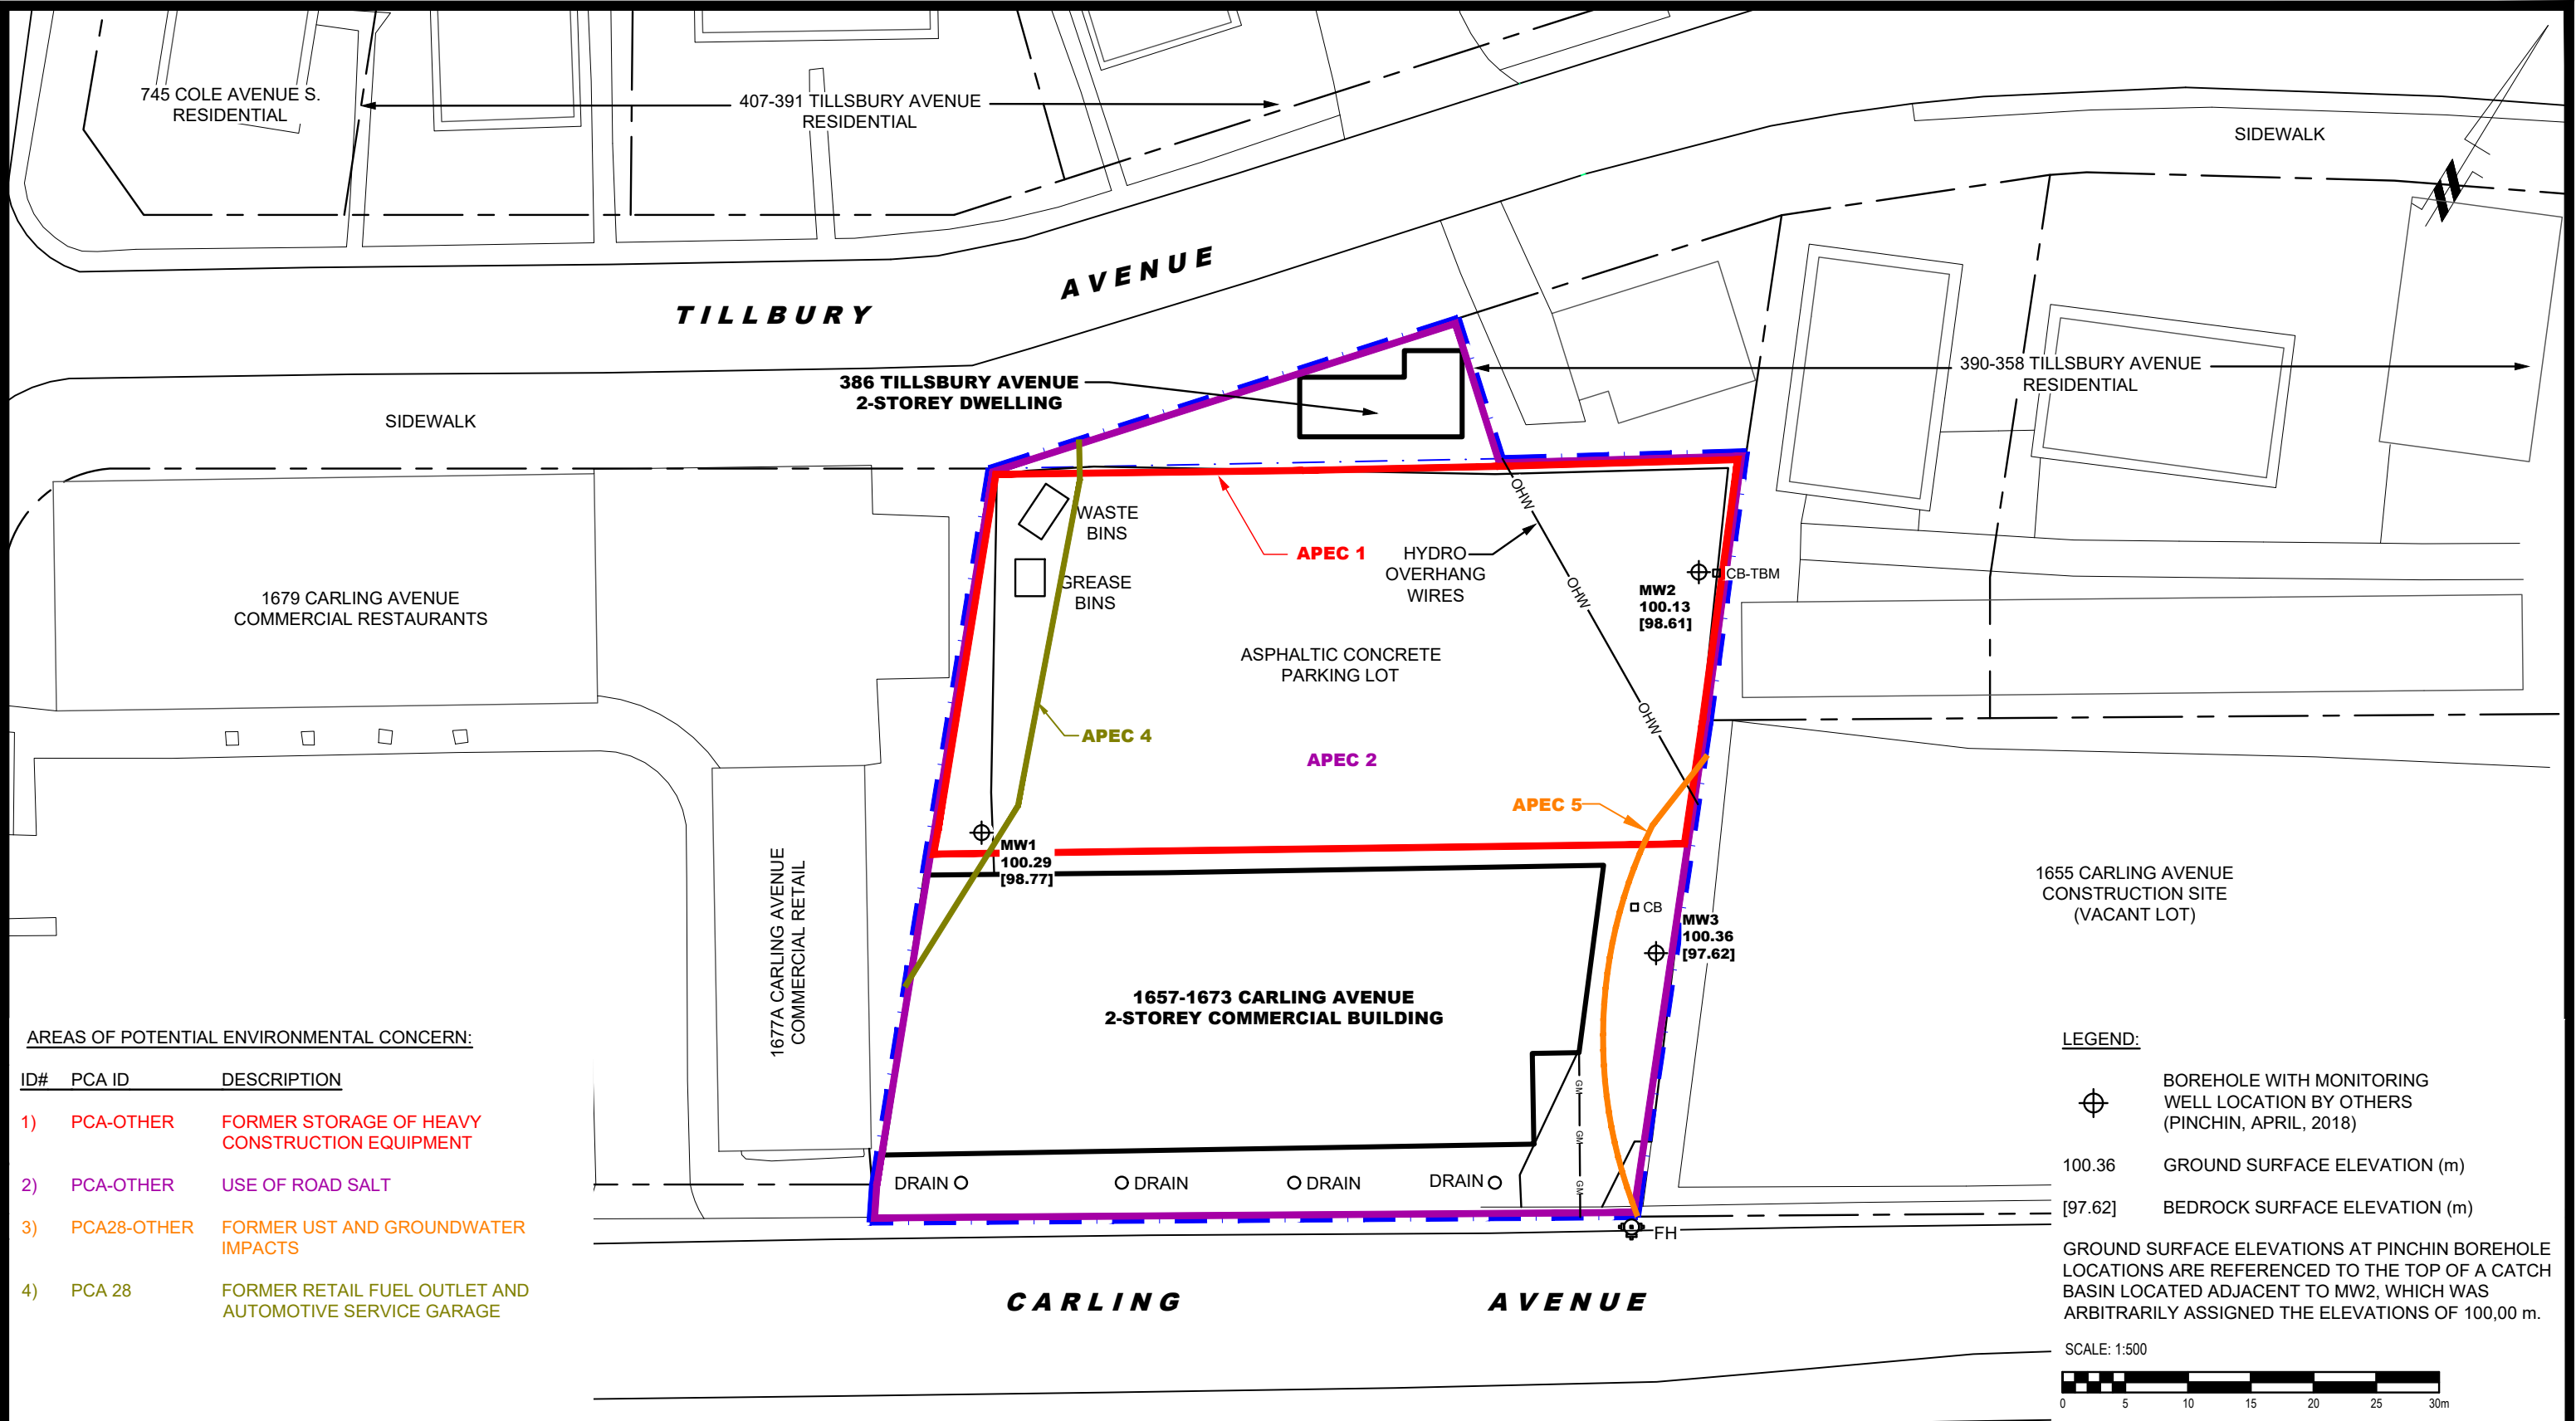 745 COLE AVENUE S.
RESIDENTIAL
407-391 TILLSBURY AVENUE
RESIDENTIAL
SIDEWALK
TILLBURY AVENUE
386 TILLSBURY AVENUE
2-STOREY DWELLING
390-358 TILLSBURY AVENUE
RESIDENTIAL
SIDEWALK
WASTE
BINS
GREASE
BINS
APEC 1
HYDRO
OVERHANG
WIRES
OHW
OHW
OHW
MW2
100.13
[98.61]
CB-TBM
1679 CARLING AVENUE
COMMERCIAL RESTAURANTS
ASPHALTIC CONCRETE
PARKING LOT
APEC 4
APEC 2
APEC 5
MW1
100.29
[98.77]
1677A CARLING AVENUE
COMMERCIAL RETAIL
CB
MW3
100.36
[97.62]
1655 CARLING AVENUE
CONSTRUCTION SITE
(VACANT LOT)
1657-1673 CARLING AVENUE
2-STOREY COMMERCIAL BUILDING
GM
GM
GM
DRAIN
DRAIN
DRAIN
DRAIN
FH
CARLING AVENUE
AREAS OF POTENTIAL ENVIRONMENTAL CONCERN:
ID# PCA ID DESCRIPTION
1) PCA-OTHER FORMER STORAGE OF HEAVY
CONSTRUCTION EQUIPMENT
2) PCA-OTHER USE OF ROAD SALT
3) PCA28-OTHER FORMER UST AND GROUNDWATER
IMPACTS
4) PCA 28 FORMER RETAIL FUEL OUTLET AND
AUTOMOTIVE SERVICE GARAGE
LEGEND:
BOREHOLE WITH MONITORING
WELL LOCATION BY OTHERS
(PINCHIN, APRIL, 2018)
100.36 GROUND SURFACE ELEVATION (m)
[97.62] BEDROCK SURFACE ELEVATION (m)
GROUND SURFACE ELEVATIONS AT PINCHIN BOREHOLE
LOCATIONS ARE REFERENCED TO THE TOP OF A CATCH
BASIN LOCATED ADJACENT TO MW2, WHICH WAS
ARBITRARILY ASSIGNED THE ELEVATIONS OF 100,00 m.
SCALE: 1:500
0 5 10 15 20 25 30m
N